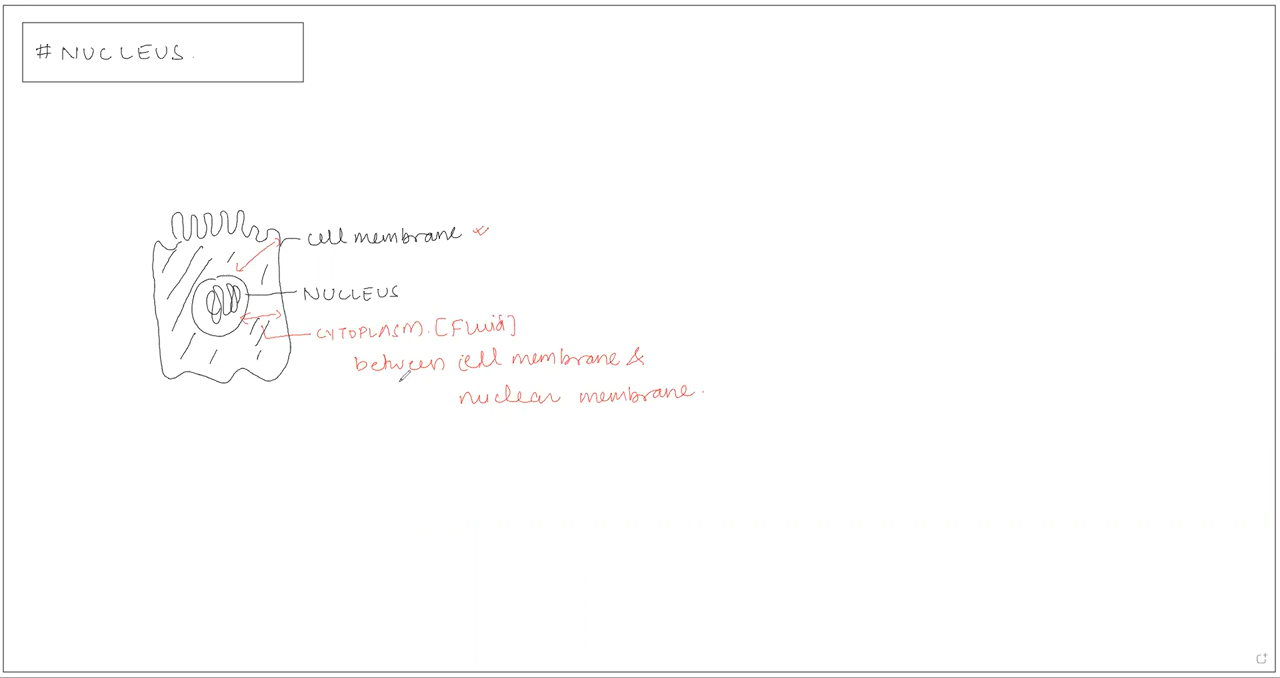 # NUCLEUS.
cell membrane *
NUCLEUS
CYTOPLASM. [Fluid]
between cell membrane &
nuclear membrane.